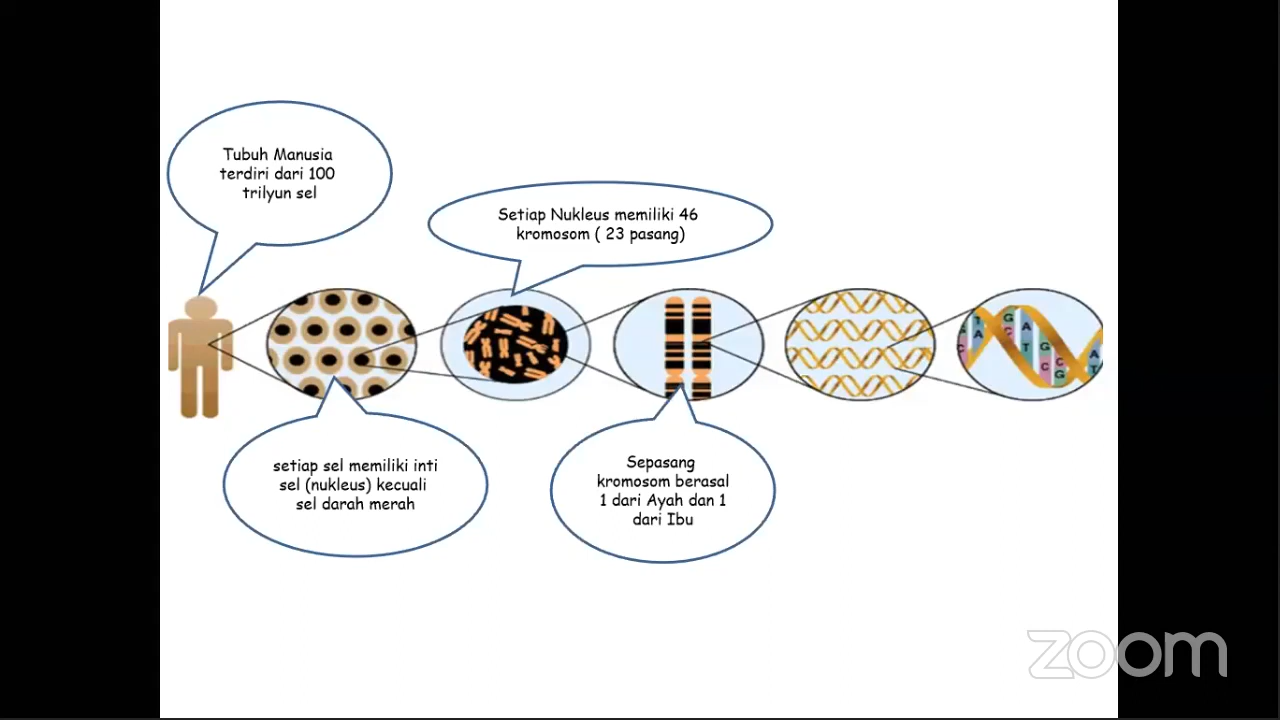 Tubuh Manusia
terdiri dari 100
trilyun sel
Setiap Nukleus memiliki 46
kromosom ( 23 pasang)
G
T
A
C
A
T
G
C
C
G
A
T
setiap sel memiliki inti
sel (nukleus) kecuali
sel darah merah
Sepasang
kromosom berasal
1 dari Ayah dan 1
dari Ibu
zoom